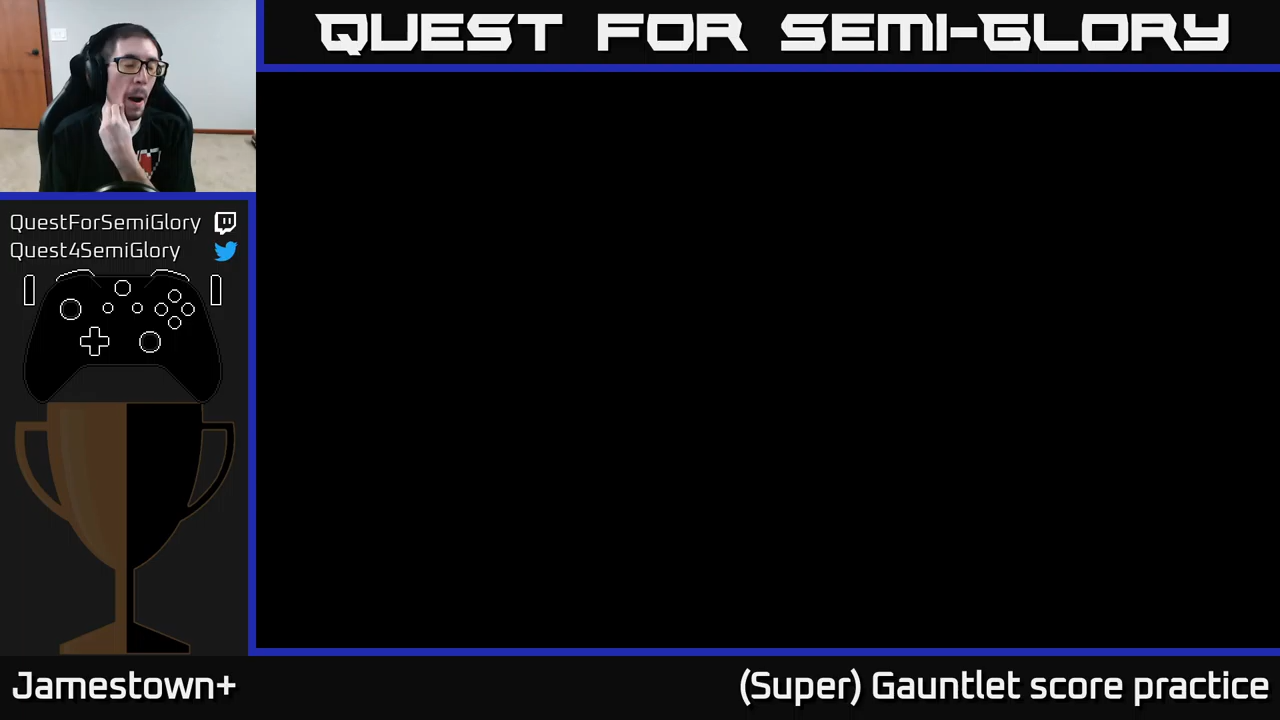 QUEST FOR SEMI-GLORY
QuestForSemiGlory
Quest4SemiGlory
Jamestown+
(Super) Gauntlet score practice